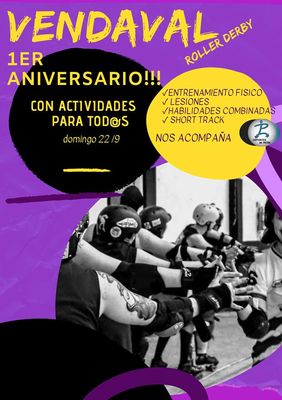 VENDAVAL
ROLLER DERBY
1ER
ANIVERSARIO!!!
CON ACTIVIDADES
PARA TOD@S
domingo 22/9
✓ENTRENAMIENTO FISICO
✓ LESIONES
✓HABILIDADES COMBINADAS
✓ SHORT TRACK
NOS ACOMPAÑA